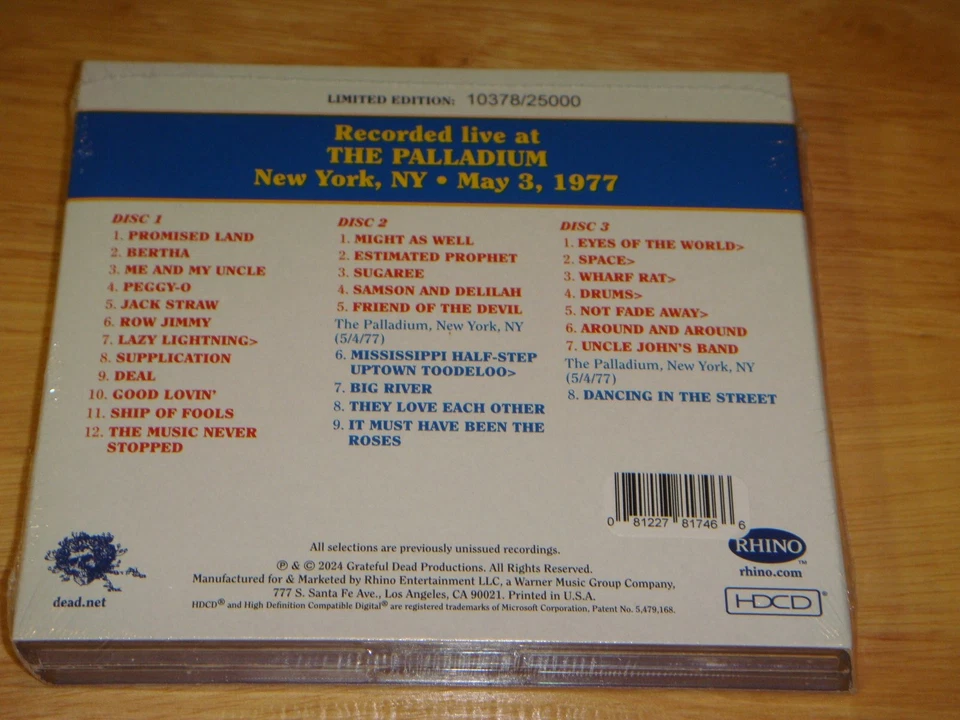 LIMITED EDITION: 10378/25000
Recorded live at
THE PALLADIUM
New York, NY • May 3, 1977
DISC 1
1. PROMISED LAND
2. BERTHA
3. ME AND MY UNCLE
4. PEGGY-O
5. JACK STRAW
6. ROW JIMMY
7. LAZY LIGHTNING>
8. SUPPLICATION
9. DEAL
10. GOOD LOVIN'
11. SHIP OF FOOLS
12. THE MUSIC NEVER
STOPPED
DISC 2
1. MIGHT AS WELL
2. ESTIMATED PROPHET
3. SUGAREE
4. SAMSON AND DELILAH
5. FRIEND OF THE DEVIL
The Palladium, New York, NY
(5/4/77)
6. MISSISSIPPI HALF-STEP
UPTOWN TOODELOO>
7. BIG RIVER
8. THEY LOVE EACH OTHER
9. IT MUST HAVE BEEN THE
ROSES
DISC 3
1. EYES OF THE WORLD>
2. SPACE>
3. WHARF RAT>
4. DRUMS>
5. NOT FADE AWAY>
6. AROUND AND AROUND
7. UNCLE JOHN'S BAND
The Palladium, New York, NY
(5/4/77)
8. DANCING IN THE STREET
0 81227 81746 6
dead.net
All selections are previously unissued recordings.
℗ & © 2024 Grateful Dead Productions. All Rights Reserved.
Manufactured for & Marketed by Rhino Entertainment LLC, a Warner Music Group Company,
777 S. Santa Fe Ave., Los Angeles, CA 90021. Printed in U.S.A.
HDCD® and High Definition Compatible Digital® are registered trademarks of Microsoft Corporation, Patent No. 5,479,168.
RHINO™
rhino.com
HDCD®